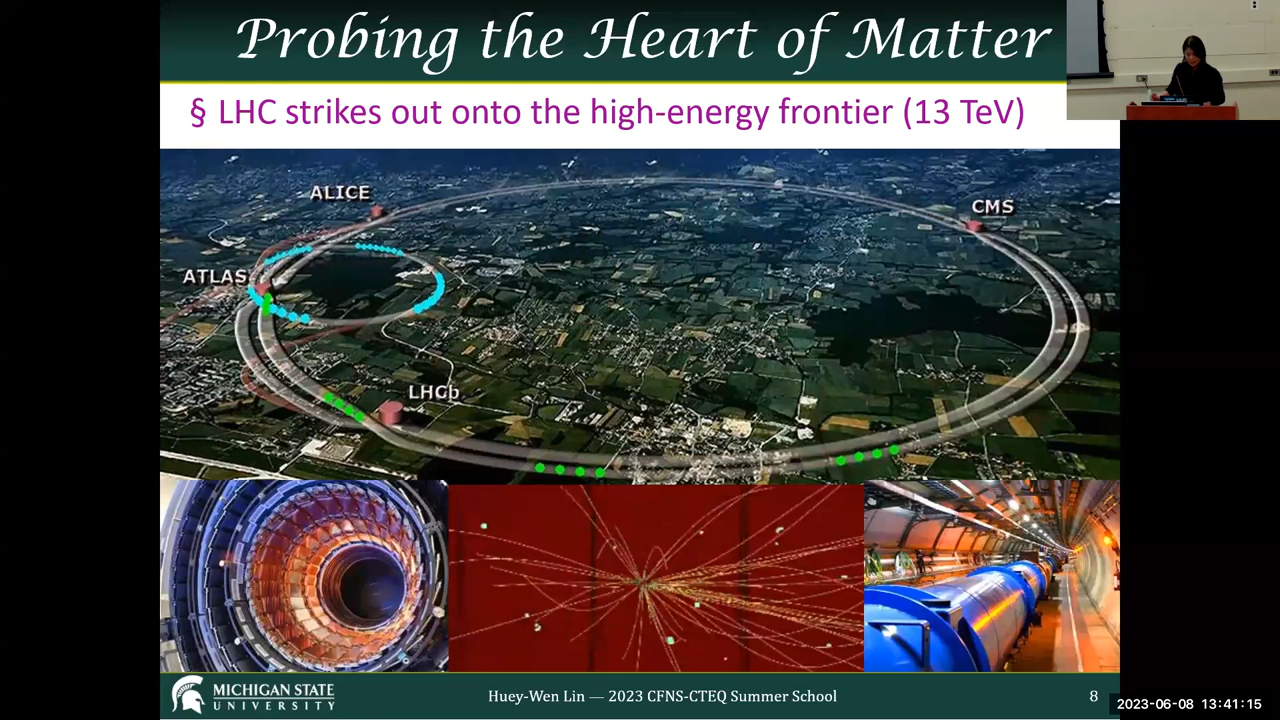 Probing the Heart of Matter
§ LHC strikes out onto the high-energy frontier (13 TeV)
ALICE
CMS
ATLAS
LHCb
MICHIGAN STATE
UNIVERSITY
Huey-Wen Lin — 2023 CFNS-CTEQ Summer School
8
2023-06-08 13:41:15